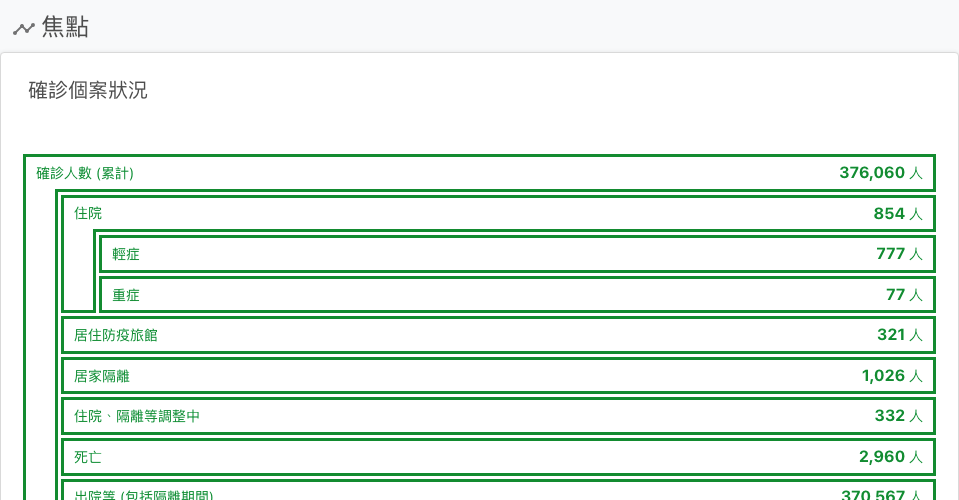 焦點
確診個案狀況
確診人數 (累計) 376,060 人
住院 854 人
輕症 777 人
重症 77 人
居住防疫旅館 321 人
居家隔離 1,026 人
住院、隔離等調整中 332 人
死亡 2,960 人
出院等 (包括隔離期間) 370,567 人